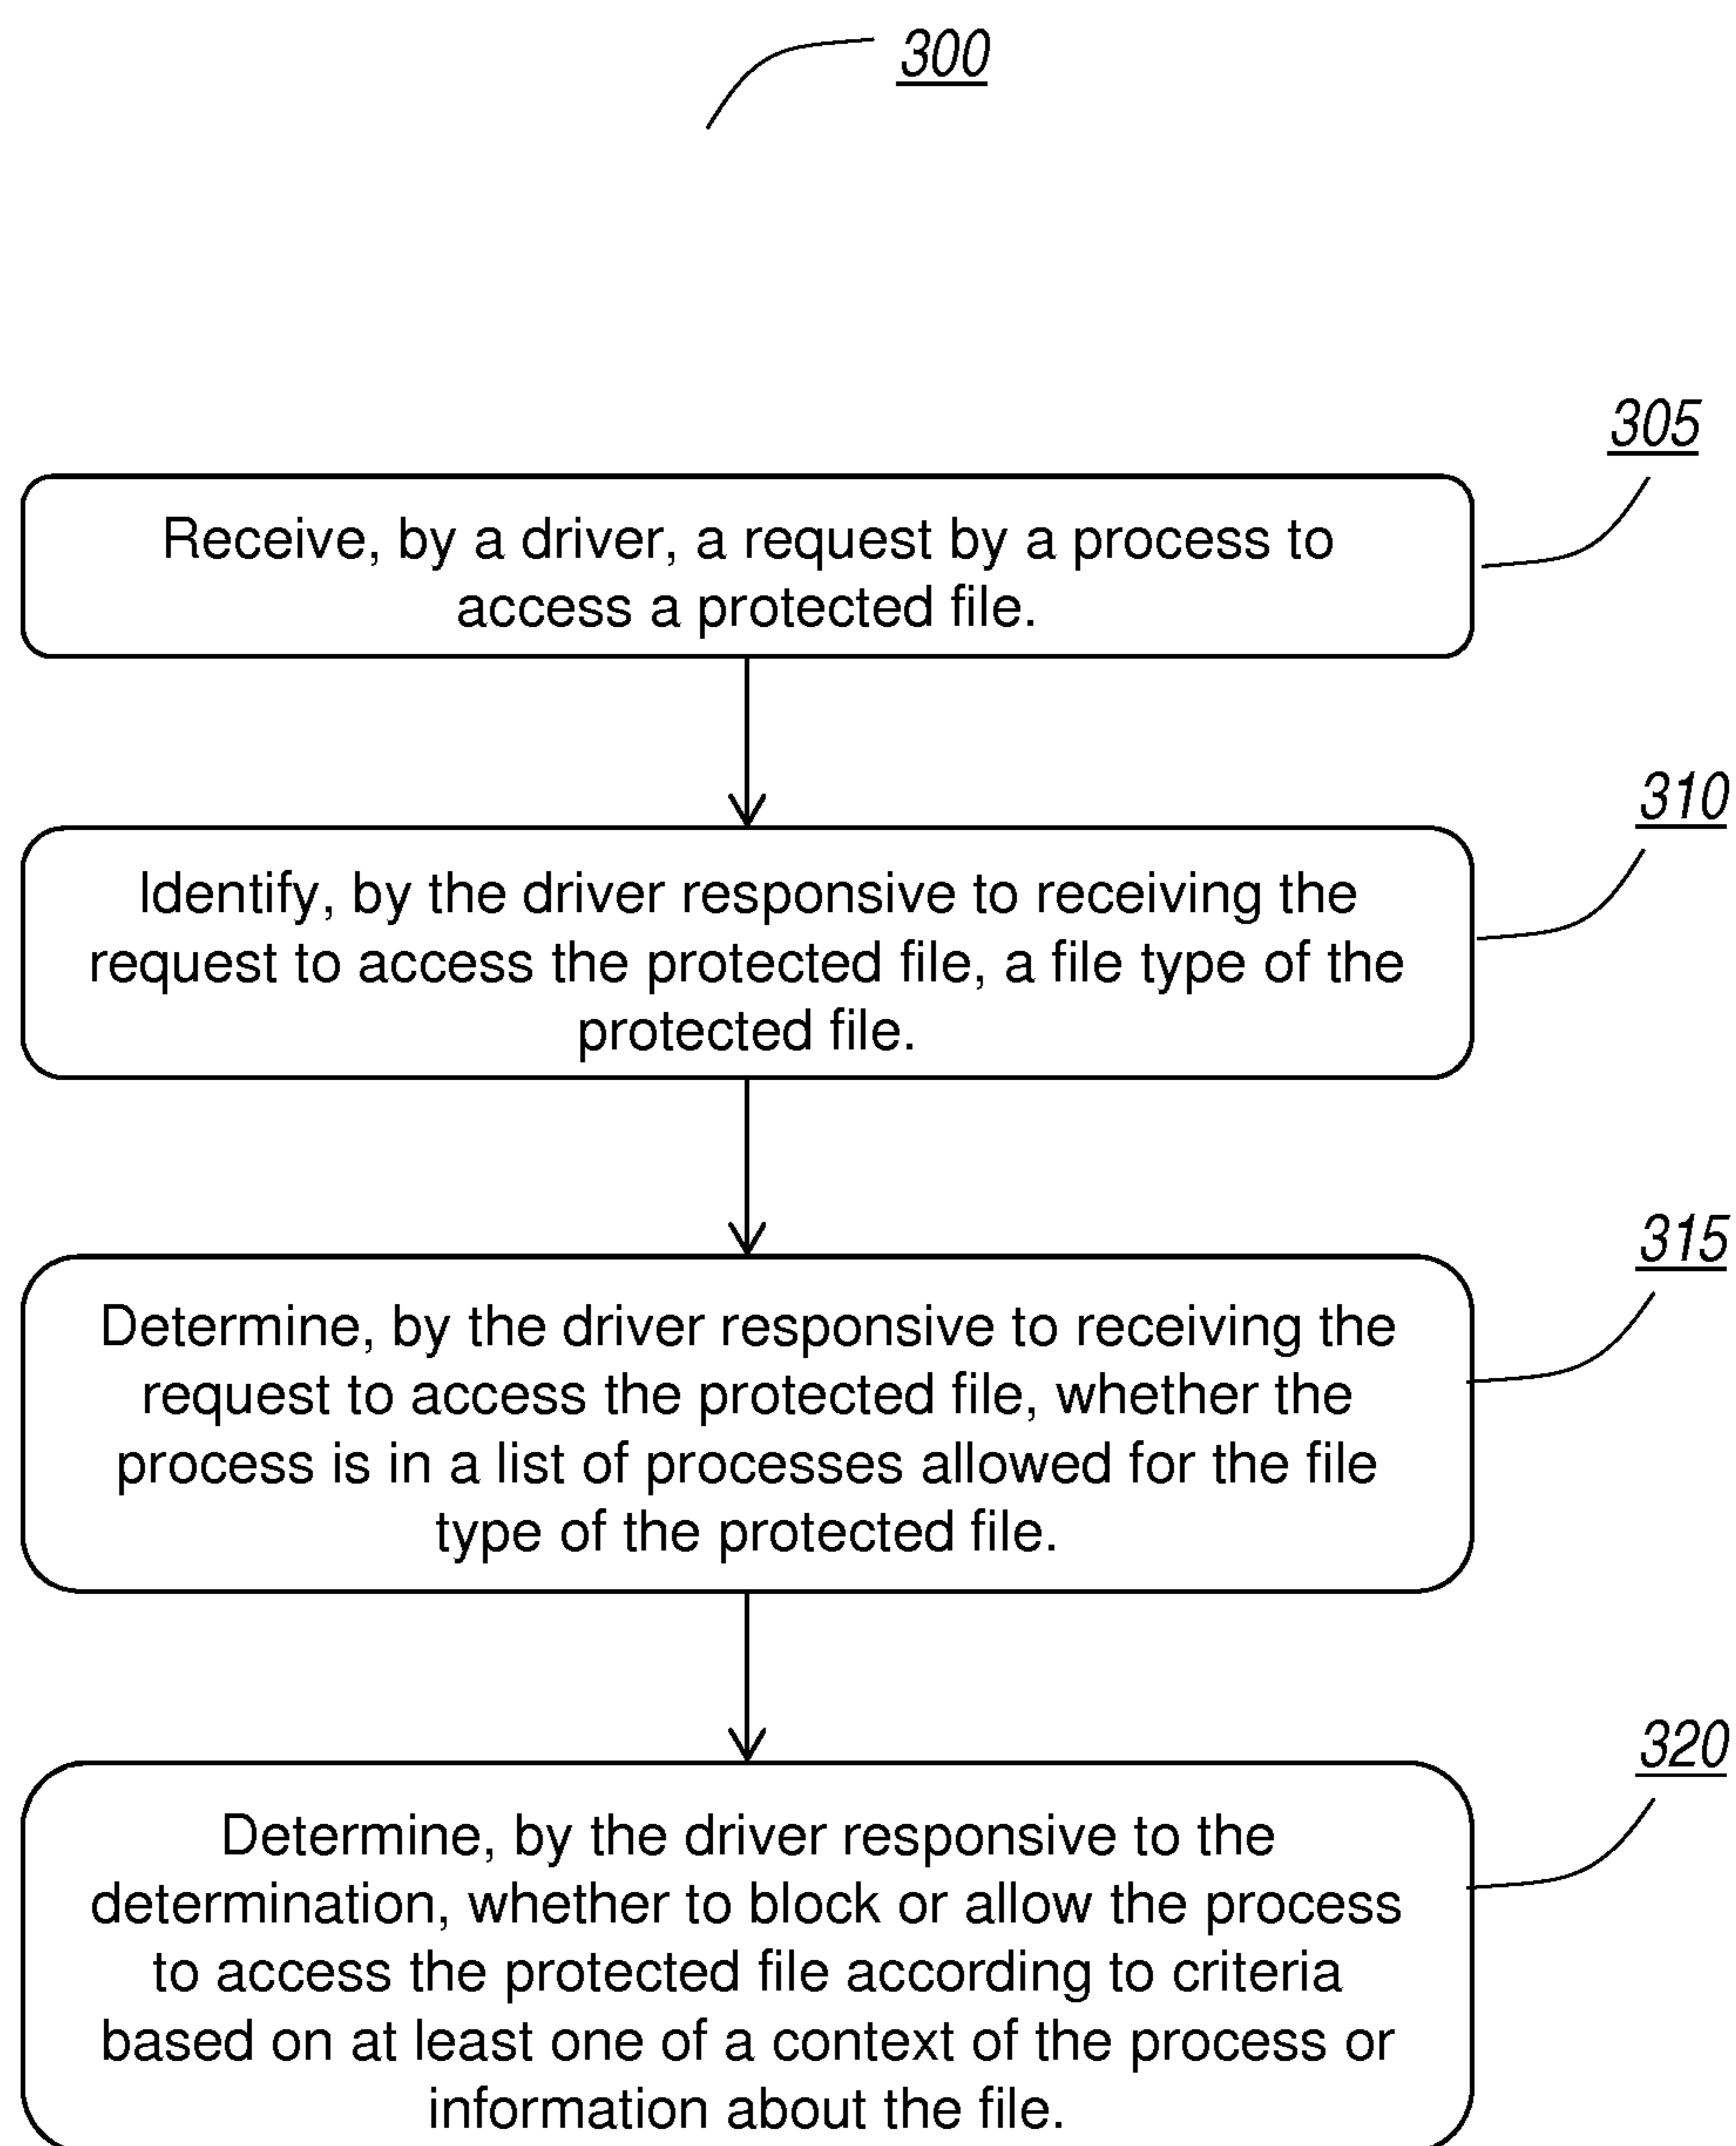 300
305
Receive, by a driver, a request by a process to
access a protected file.
310
Identify, by the driver responsive to receiving the
request to access the protected file, a file type of the
protected file.
315
Determine, by the driver responsive to receiving the
request to access the protected file, whether the
process is in a list of processes allowed for the file
type of the protected file.
320
Determine, by the driver responsive to the
determination, whether to block or allow the process
to access the protected file according to criteria
based on at least one of a context of the process or
information about the file.